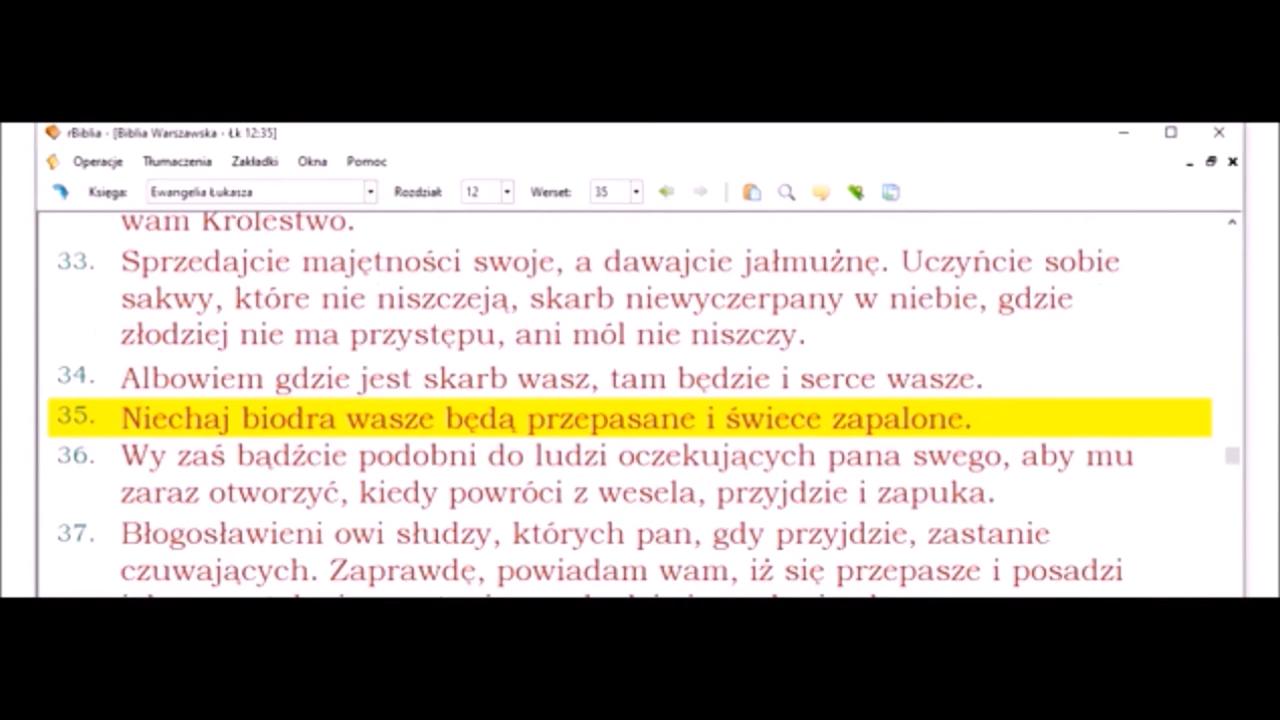 rBiblia - [Biblia Warszawska - Łk 12:35]
Operacje Tłumaczenia Zakładki Okna Pomoc
Księga: Ewangelia Łukasza Rozdział: 12 Werset: 35
wam Królestwo.
33. Sprzedajcie majętności swoje, a dawajcie jałmużnę. Uczyńcie sobie
sakwy, które nie niszczeją, skarb niewyczerpany w niebie, gdzie
złodziej nie ma przystępu, ani mól nie niszczy.
34. Albowiem gdzie jest skarb wasz, tam będzie i serce wasze.
35. Niechaj biodra wasze będą przepasane i świece zapalone.
36. Wy zaś bądźcie podobni do ludzi oczekujących pana swego, aby mu
zaraz otworzyć, kiedy powróci z wesela, przyjdzie i zapuka.
37. Błogosławieni owi słudzy, których pan, gdy przyjdzie, zastanie
czuwających. Zaprawdę, powiadam wam, iż się przepasze i posadzi